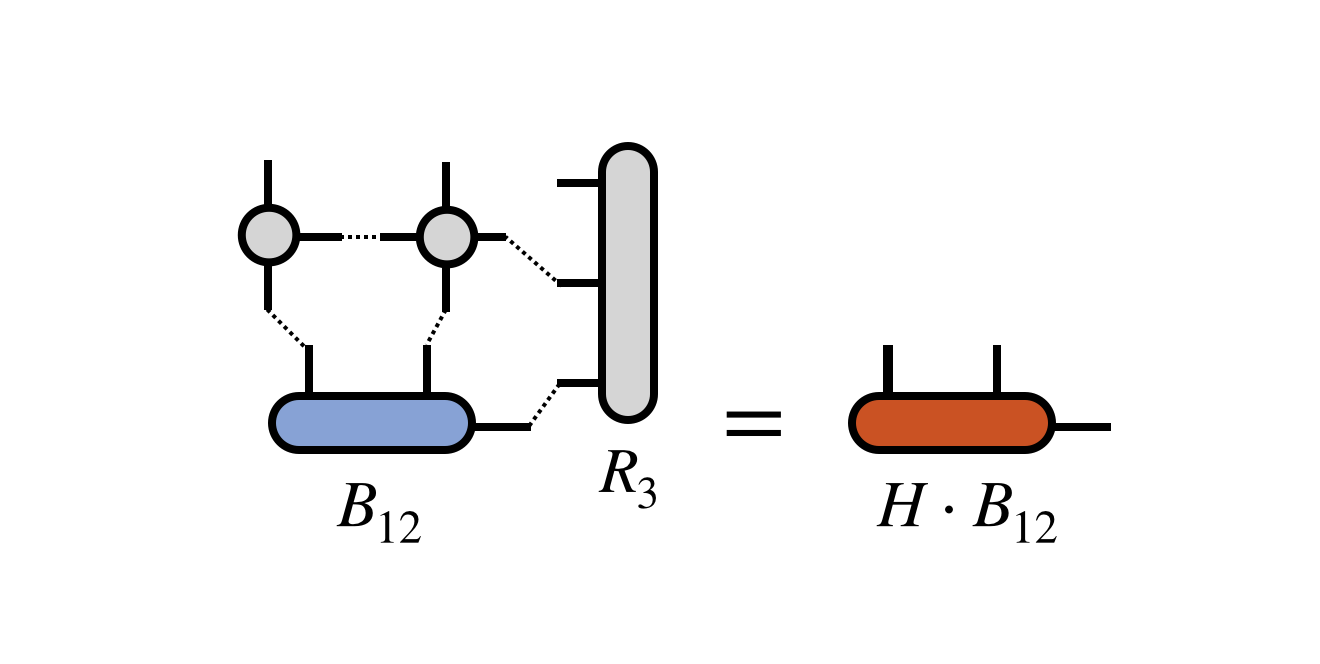 R₃
=
B₁₂
H · B₁₂